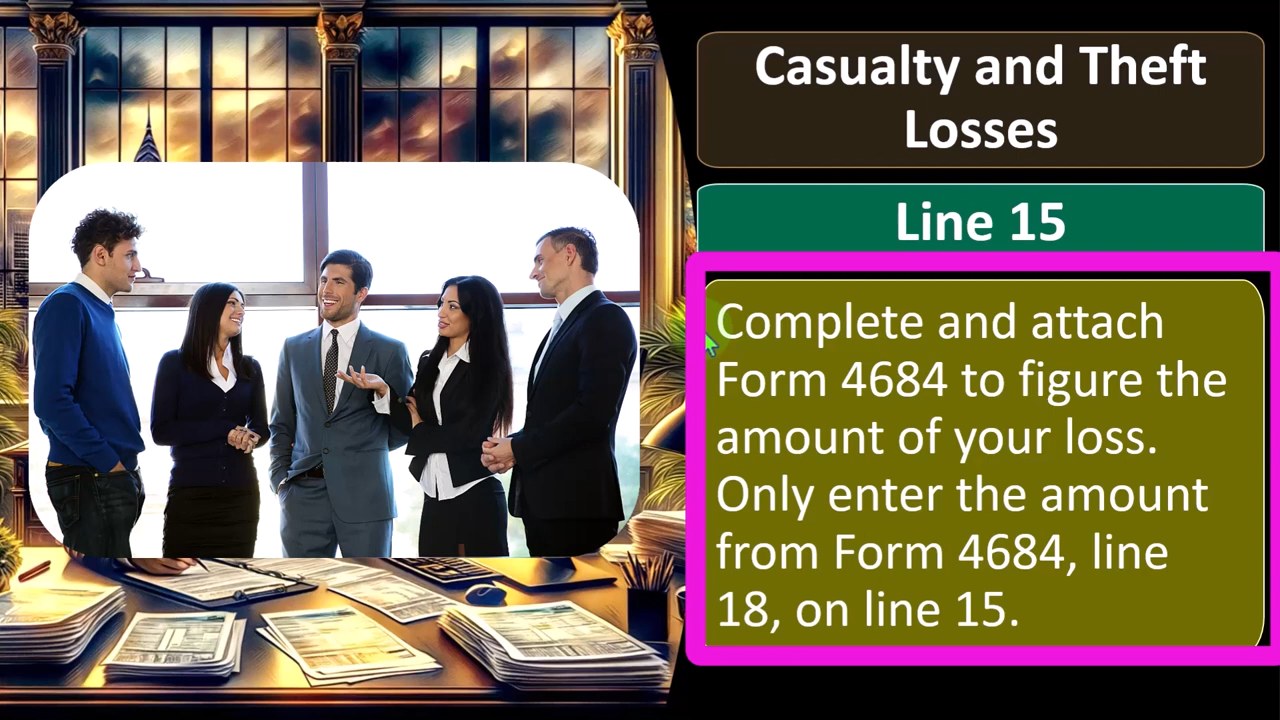 Casualty and Theft
Losses
Line 15
Complete and attach
Form 4684 to figure the
amount of your loss.
Only enter the amount
from Form 4684, line
18, on line 15.